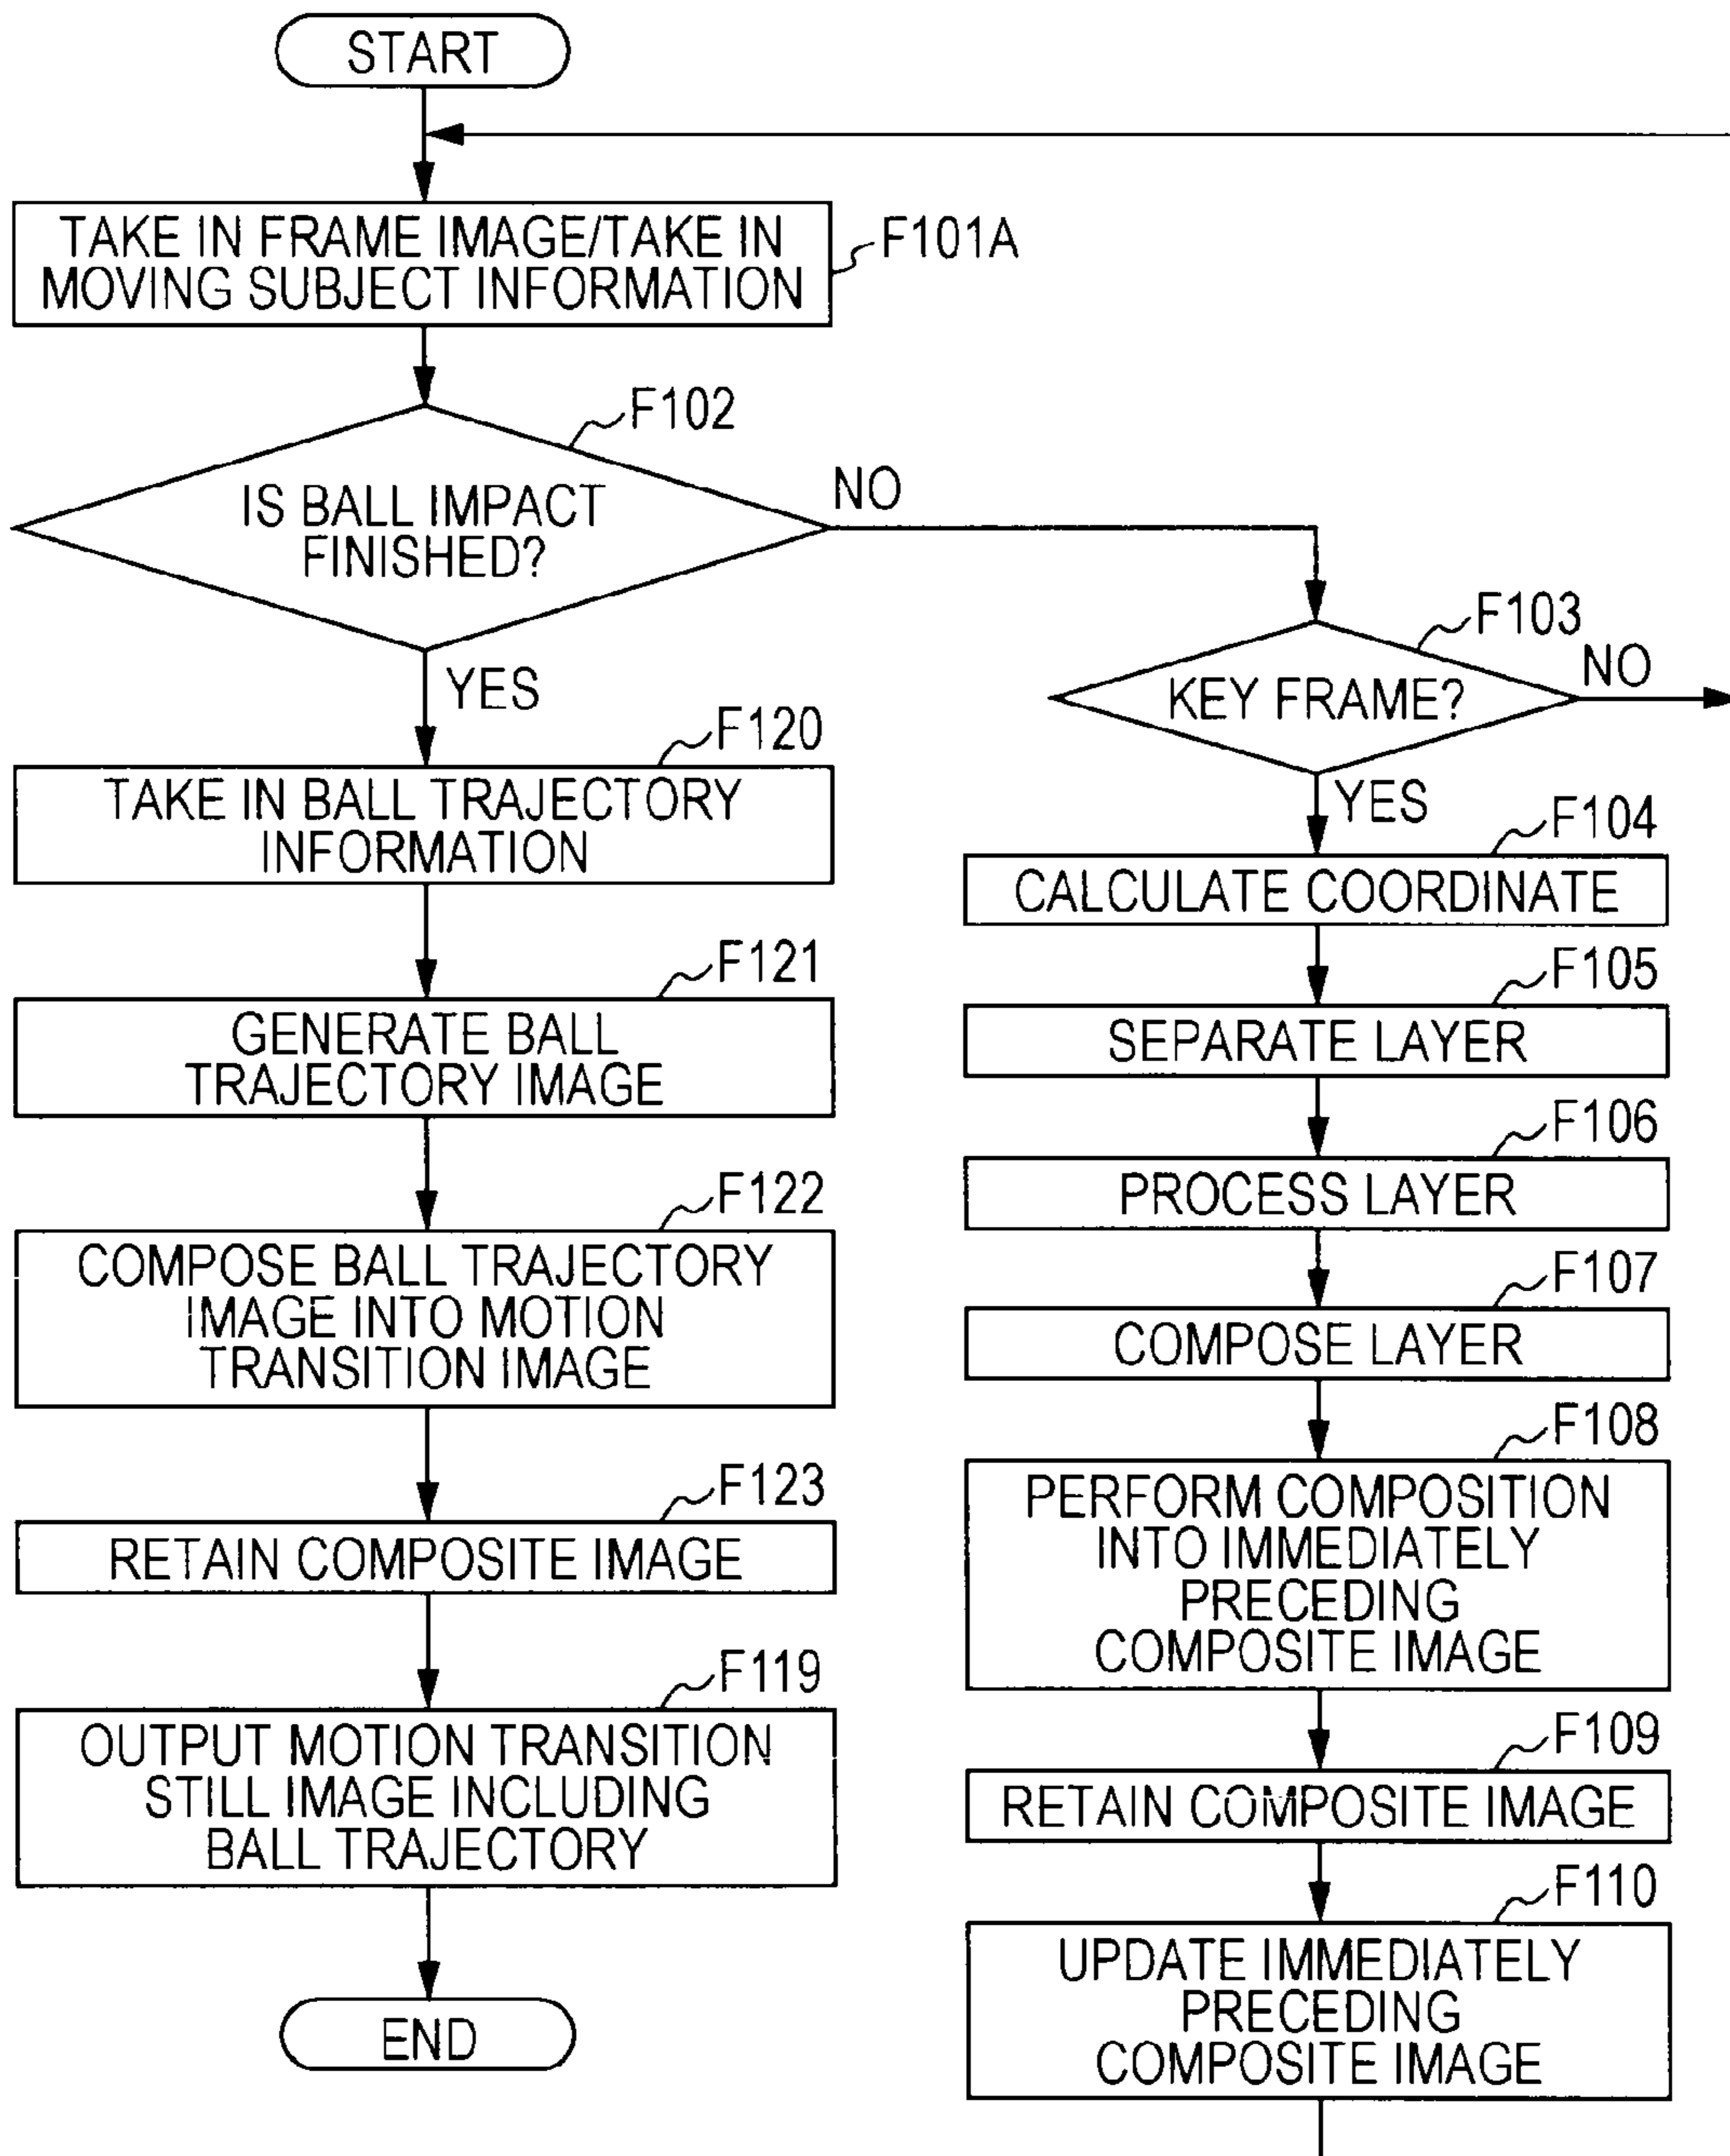 START
TAKE IN FRAME IMAGE/TAKE IN
MOVING SUBJECT INFORMATION
F101A
F102
IS BALL IMPACT
FINISHED?
NO
YES
F120
TAKE IN BALL TRAJECTORY
INFORMATION
F121
GENERATE BALL
TRAJECTORY IMAGE
F122
COMPOSE BALL TRAJECTORY
IMAGE INTO MOTION
TRANSITION IMAGE
F123
RETAIN COMPOSITE IMAGE
F119
OUTPUT MOTION TRANSITION
STILL IMAGE INCLUDING
BALL TRAJECTORY
END
F103
KEY FRAME?
NO
YES
F104
CALCULATE COORDINATE
F105
SEPARATE LAYER
F106
PROCESS LAYER
F107
COMPOSE LAYER
F108
PERFORM COMPOSITION
INTO IMMEDIATELY
PRECEDING
COMPOSITE IMAGE
F109
RETAIN COMPOSITE IMAGE
F110
UPDATE IMMEDIATELY
PRECEDING
COMPOSITE IMAGE